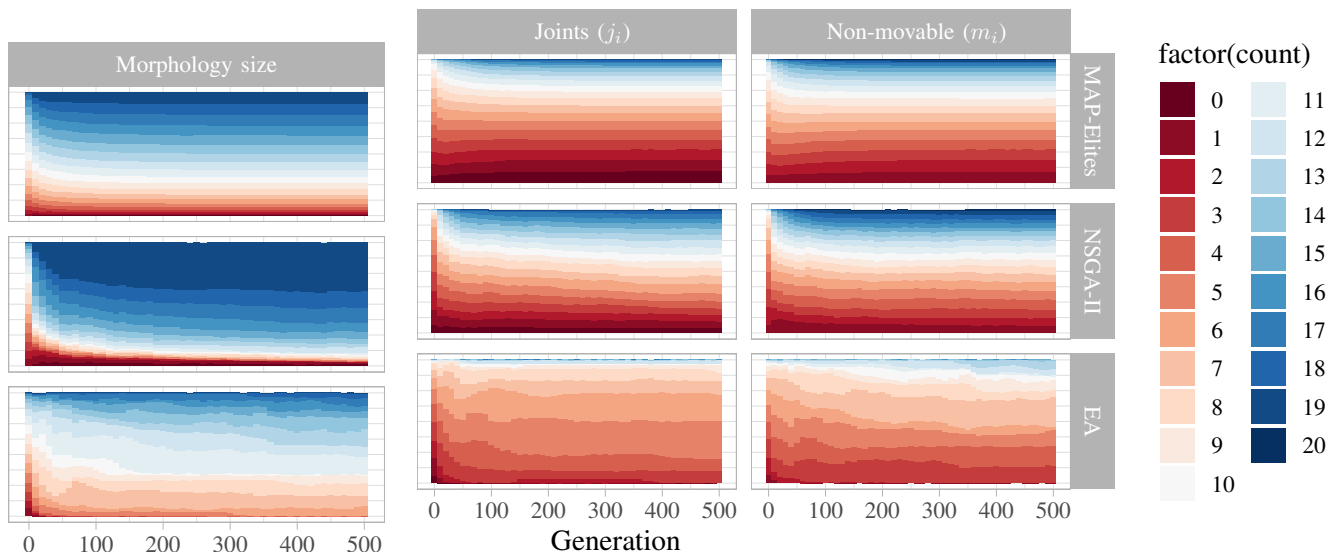 Joints (j_i)
Non-movable (m_i)
Morphology size
MAP-Elites
NSGA-II
EA
0 100 200 300 400 500
0 100 200 300 400 500
0 100 200 300 400 500
Generation
factor(count)
0 11
1 12
2 13
3 14
4 15
5 16
6 17
7 18
8 19
9 20
10